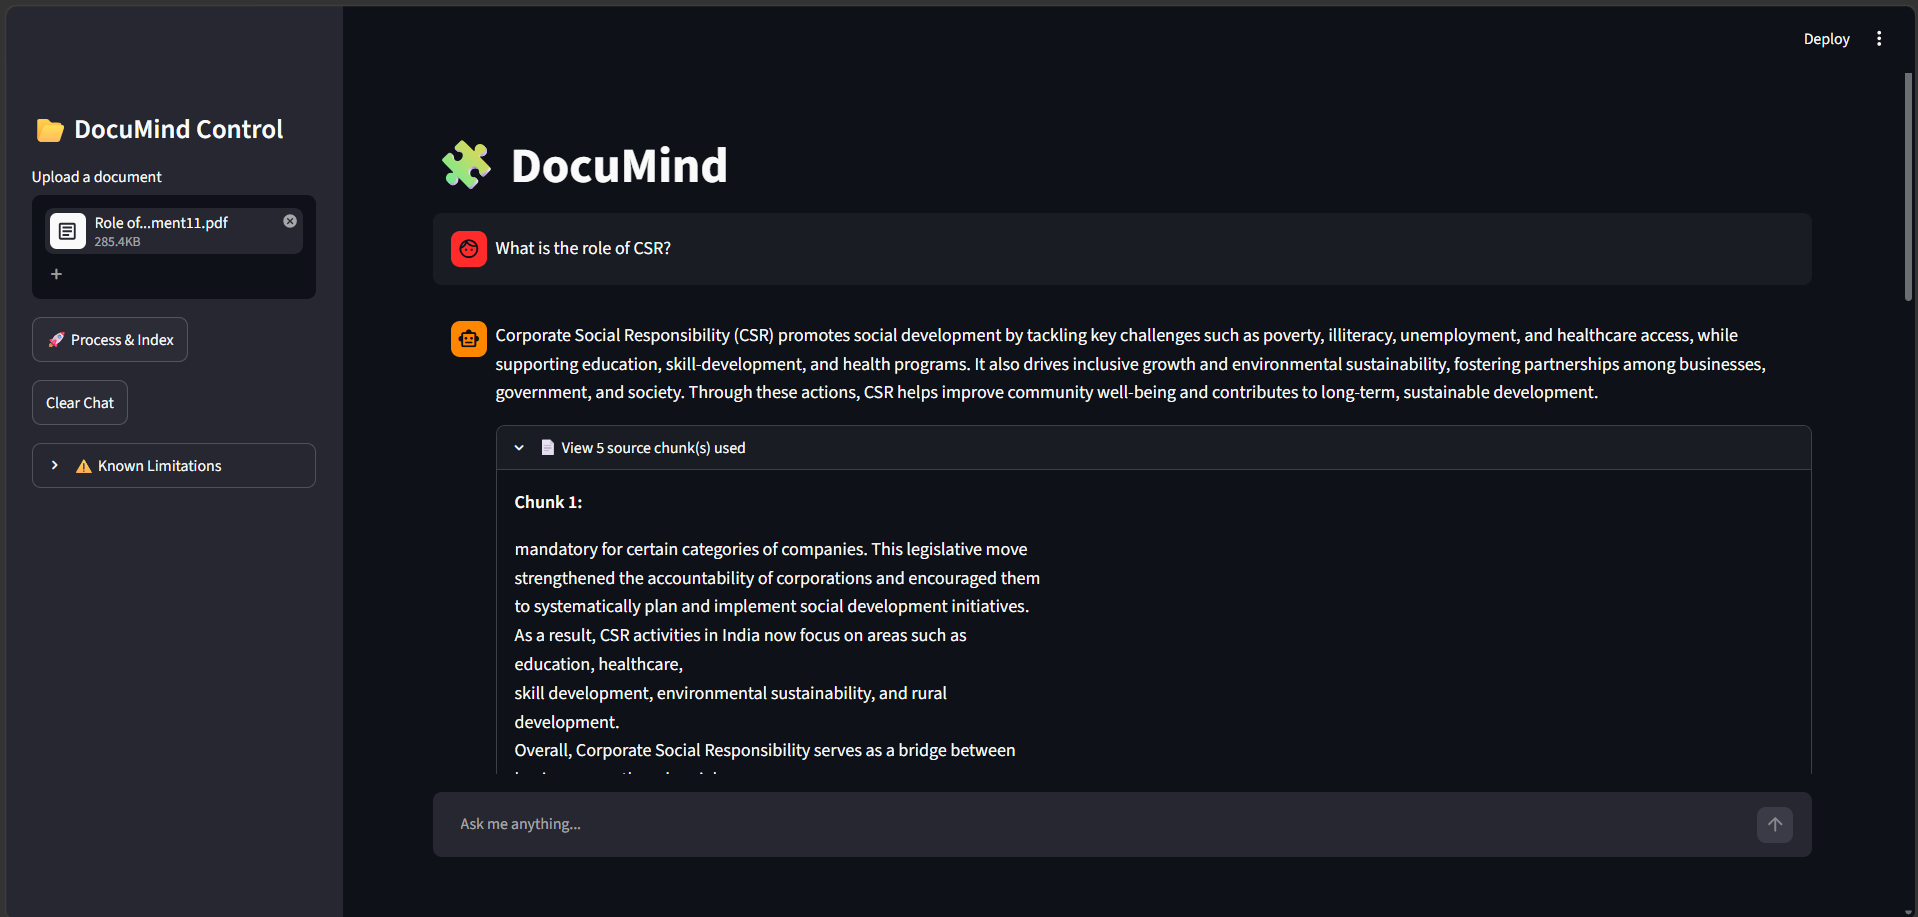 Deploy
DocuMind Control
Upload a document
Role of...ment11.pdf
285.4KB
+
Process & Index
Clear Chat
Known Limitations
DocuMind
What is the role of CSR?
Corporate Social Responsibility (CSR) promotes social development by tackling key challenges such as poverty, illiteracy, unemployment, and healthcare access, while
supporting education, skill-development, and health programs. It also drives inclusive growth and environmental sustainability, fostering partnerships among businesses,
government, and society. Through these actions, CSR helps improve community well-being and contributes to long-term, sustainable development.
View 5 source chunk(s) used
Chunk 1:
mandatory for certain categories of companies. This legislative move
strengthened the accountability of corporations and encouraged them
to systematically plan and implement social development initiatives.
As a result, CSR activities in India now focus on areas such as
education, healthcare,
skill development, environmental sustainability, and rural
development.
Overall, Corporate Social Responsibility serves as a bridge between
Ask me anything...